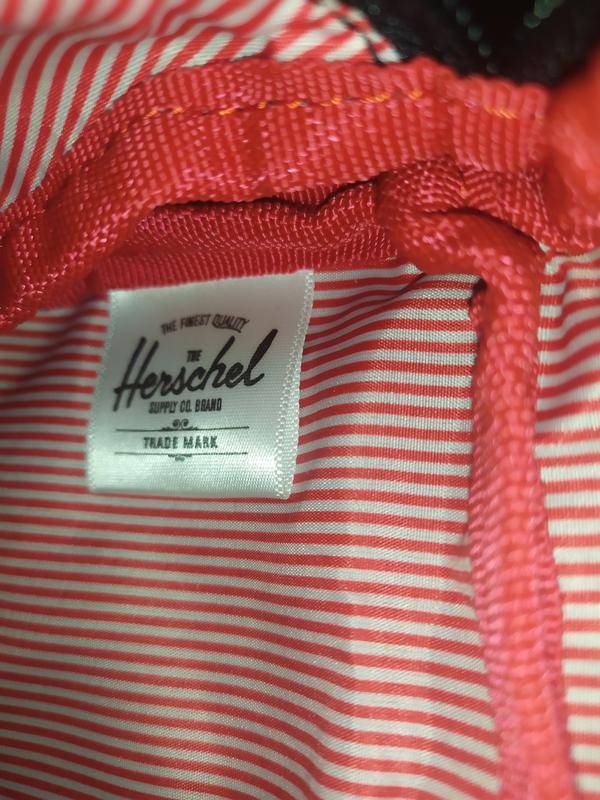 THE FINEST QUALITY
THE
Herschel
SUPPLY CO. BRAND
TRADE MARK